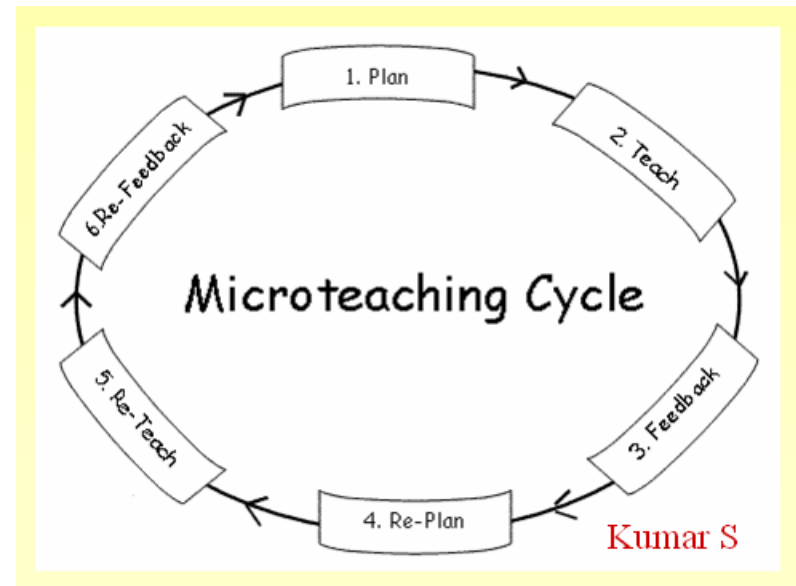 1. Plan
2. Teach
3. Feedback
4. Re-Plan
5. Re-Teach
6.Re-Feedback
Microteaching Cycle
Kumar S